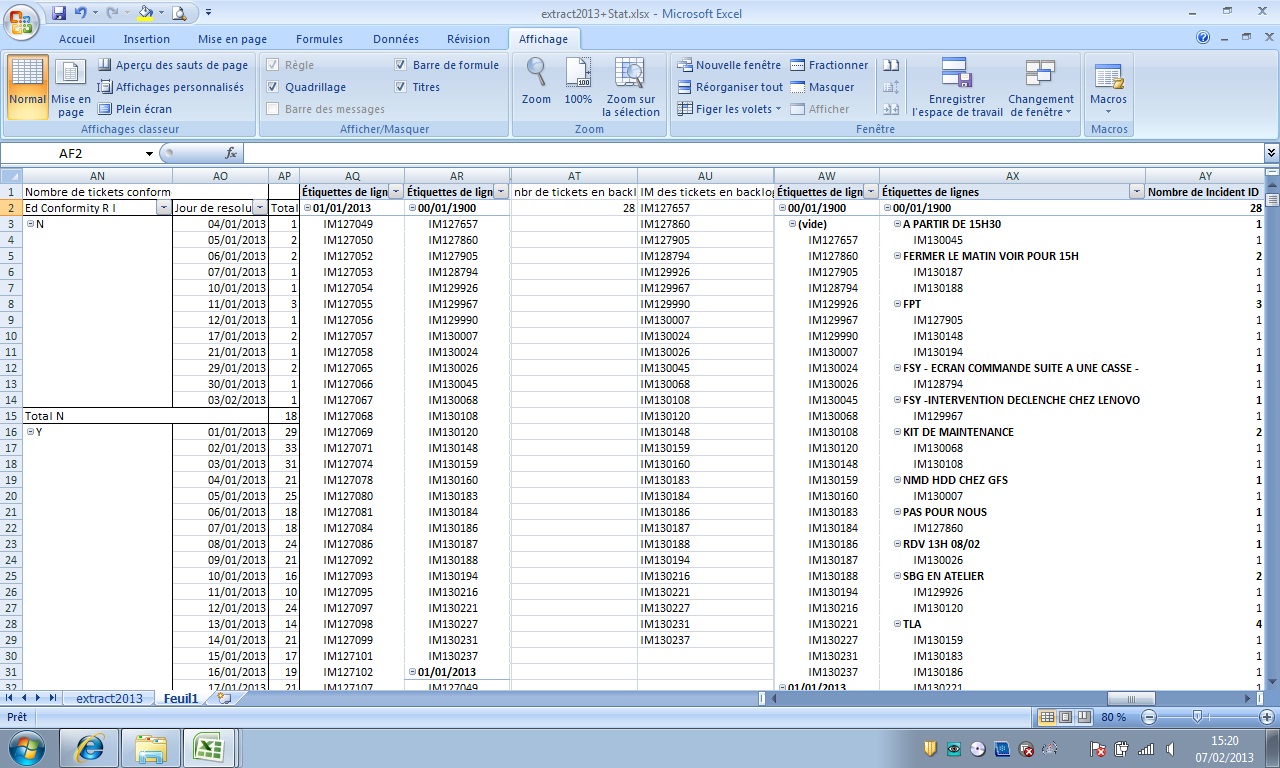 extract2013+Stat.xlsx - Microsoft Excel
Accueil Insertion Mise en page Formules Données Révision Affichage
Normal Mise en page Aperçu des sauts de page Affichages personnalisés Plein écran
Affichages classeur
Règle Barre de formule
Quadrillage Titres
Barre des messages
Afficher/Masquer
Zoom 100% Zoom sur la sélection
Zoom
Nouvelle fenêtre Fractionner
Réorganiser tout Masquer
Figer les volets Afficher
Enregistrer l'espace de travail Changement de fenêtre
Fenêtre
Macros
Macros
AF2 fx
AN AO AP AQ AR AT AU AW AX AY
1 Nombre de tickets conform Étiquettes de lign Étiquettes de lign nbr de tickets en backl IM des tickets en backlog Étiquettes de lign Étiquettes de lignes Nombre de Incident ID
2 Ed Conformity R I Jour de resolu Total 01/01/2013 00/01/1900 28 IM127657 00/01/1900 00/01/1900 28
3 N 04/01/2013 1 IM127049 IM127657 IM127860 (vide) A PARTIR DE 15H30 1
4 05/01/2013 2 IM127050 IM127860 IM127905 IM127657 IM130045 1
5 06/01/2013 2 IM127052 IM127905 IM128794 IM127860 FERMER LE MATIN VOIR POUR 15H 2
6 07/01/2013 1 IM127053 IM128794 IM129926 IM127905 IM130187 1
7 10/01/2013 1 IM127054 IM129926 IM129967 IM128794 IM130188 1
8 11/01/2013 3 IM127055 IM129967 IM129990 IM129926 FPT 3
9 12/01/2013 1 IM127056 IM129990 IM130007 IM129967 IM127905 1
10 17/01/2013 2 IM127057 IM130007 IM130024 IM129990 IM130148 1
11 21/01/2013 1 IM127058 IM130024 IM130026 IM130007 IM130194 1
12 29/01/2013 2 IM127065 IM130026 IM130045 IM130024 FSY - ECRAN COMMANDE SUITE A UNE CASSE - 1
13 30/01/2013 1 IM127066 IM130045 IM130068 IM130026 IM128794 1
14 03/02/2013 1 IM127067 IM130068 IM130108 IM130045 FSY -INTERVENTION DECLENCHE CHEZ LENOVO 1
15 Total N 18 IM127068 IM130108 IM130120 IM130068 IM129967 1
16 Y 01/01/2013 29 IM127069 IM130120 IM130148 IM130108 KIT DE MAINTENANCE 2
17 02/01/2013 33 IM127071 IM130148 IM130159 IM130120 IM130068 1
18 03/01/2013 31 IM127074 IM130159 IM130160 IM130148 IM130108 1
19 04/01/2013 21 IM127078 IM130160 IM130183 IM130159 NMD HDD CHEZ GFS 1
20 05/01/2013 25 IM127080 IM130183 IM130184 IM130160 IM130007 1
21 06/01/2013 18 IM127081 IM130184 IM130186 IM130183 PAS POUR NOUS 1
22 07/01/2013 18 IM127084 IM130186 IM130187 IM130184 IM127860 1
23 08/01/2013 24 IM127086 IM130187 IM130188 IM130186 RDV 13H 08/02 1
24 09/01/2013 21 IM127092 IM130188 IM130194 IM130187 IM130026 1
25 10/01/2013 16 IM127093 IM130194 IM130216 IM130188 SBG EN ATELIER 2
26 11/01/2013 10 IM127095 IM130216 IM130221 IM130194 IM129926 1
27 12/01/2013 24 IM127097 IM130221 IM130227 IM130216 IM130120 1
28 13/01/2013 14 IM127098 IM130227 IM130231 IM130221 TLA 4
29 14/01/2013 21 IM127099 IM130231 IM130237 IM130227 IM130159 1
30 15/01/2013 17 IM127101 IM130237 IM130231 IM130183 1
31 16/01/2013 19 IM127102 01/01/2013 IM130237 IM130186 1
32 17/01/2013 21 IM127107 IM127049 01/01/2013 IM130221 1
extract2013 Feuil1
Prêt 80 %
15:20
07/02/2013